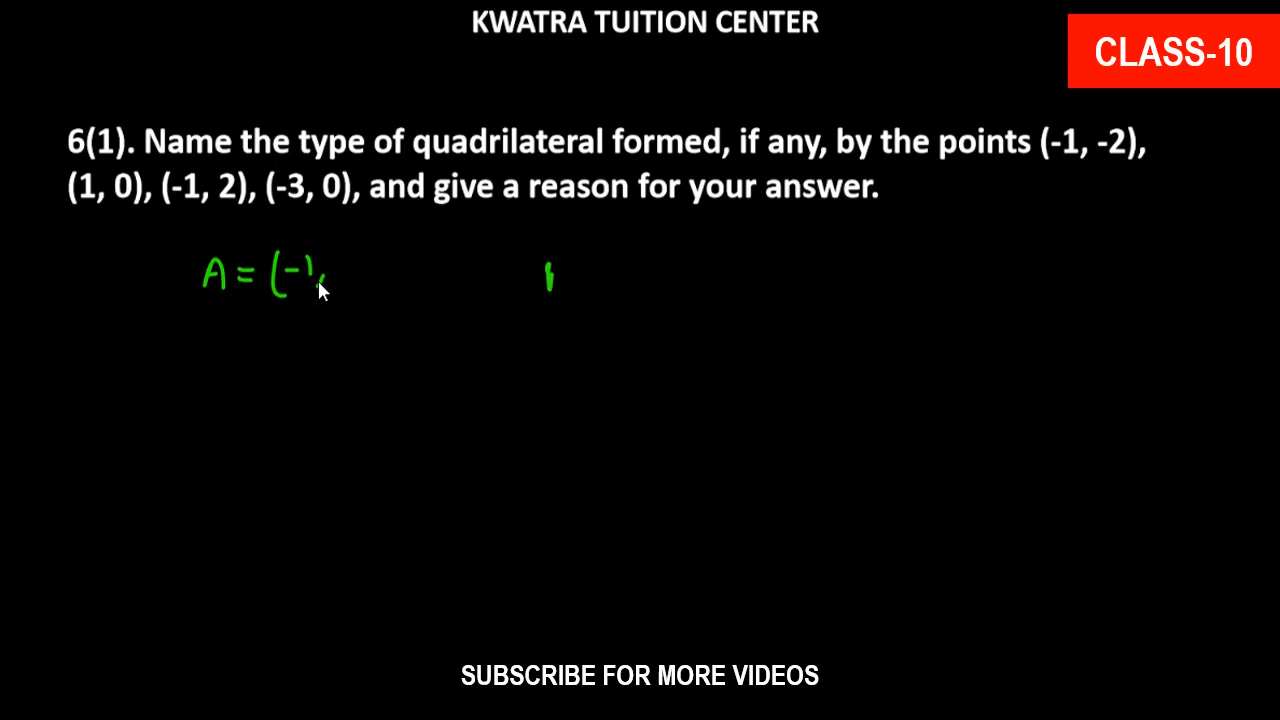 KWATRA TUITION CENTER
CLASS-10
6(1). Name the type of quadrilateral formed, if any, by the points (-1, -2),
(1, 0), (-1, 2), (-3, 0), and give a reason for your answer.
A = (-1,
SUBSCRIBE FOR MORE VIDEOS